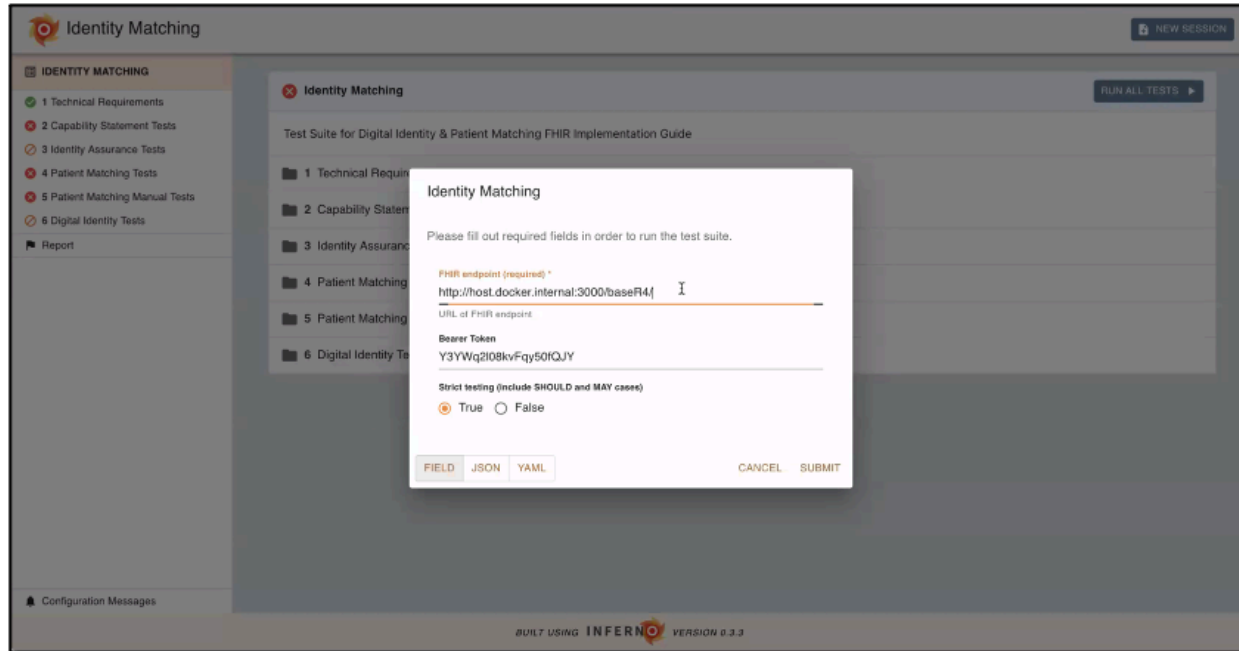 Identity Matching
NEW SESSION
IDENTITY MATCHING
1 Technical Requirements
2 Capability Statement Tests
3 Identity Assurance Tests
4 Patient Matching Tests
5 Patient Matching Manual Tests
6 Digital Identity Tests
Report
Configuration Messages
Identity Matching
RUN ALL TESTS
Test Suite for Digital Identity & Patient Matching FHIR Implementation Guide
1 Technical Requir
2 Capability Statem
3 Identity Assuranc
4 Patient Matching
5 Patient Matching
6 Digital Identity Te
Identity Matching
Please fill out required fields in order to run the test suite.
FHIR endpoint (required) *
http://host.docker.internal:3000/baseR4/
URL of FHIR endpoint
Bearer Token
Y3YWq2I08kvFqy50fQJY
Strict testing (include SHOULD and MAY cases)
True False
FIELD JSON YAML CANCEL SUBMIT
BUILT USING INFERNO VERSION 0.3.3